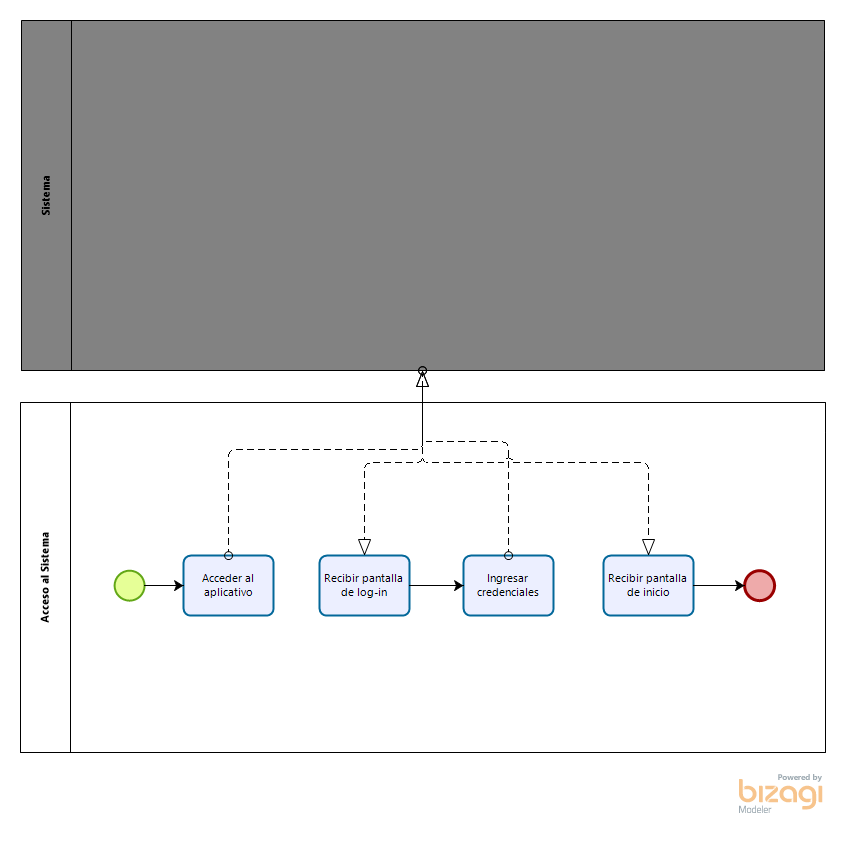 Sistema
Acceso al Sistema
Acceder al
aplicativo
Recibir pantalla
de log-in
Ingresar
credenciales
Recibir pantalla
de inicio
Powered by
bizagi
Modeler